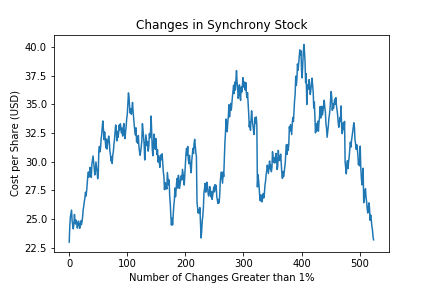 Changes in Synchrony Stock
40.0
37.5
35.0
32.5
30.0
27.5
25.0
22.5
Cost per Share (USD)
0 100 200 300 400 500
Number of Changes Greater than 1%